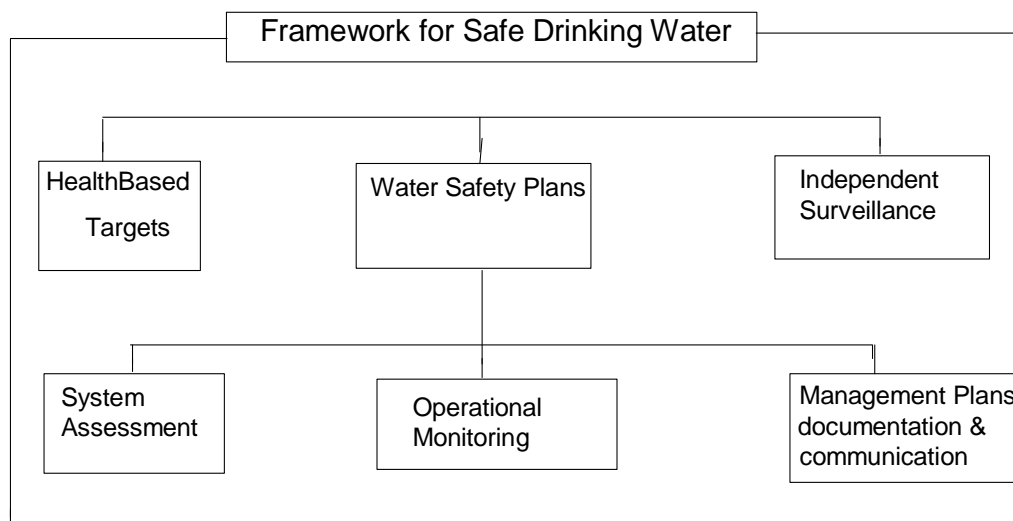 Framework for Safe Drinking Water
HealthBased
Targets
Water Safety Plans
Independent
Surveillance
System
Assessment
Operational
Monitoring
Management Plans
documentation &
communication